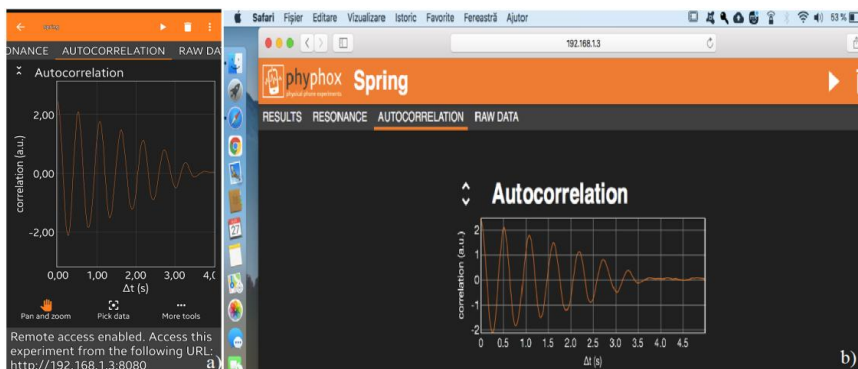 ONANCE AUTOCORRELATION RAW DA
Autocorrelation
correlation (a.u.)
2,00
0,00
-2,00
0,00 1,00 2,00 3,00 4,0
Δt (s)
Pan and zoom Pick data More tools
Remote access enabled. Access this
experiment from the following URL:
http://192.168.1.3:8080
a)
Safari Fișier Editare Vizualizare Istoric Favorite Fereastră Ajutor 53 %
192.168.1.3
phyphox Spring
physical phone experiments
RESULTS RESONANCE AUTOCORRELATION RAW DATA
27
Autocorrelation
correlation (a.u.)
2
1
0
-1
-2
0 0.5 1.0 1.5 2.0 2.5 3.0 3.5 4.0 4.5
Δt (s)
b)